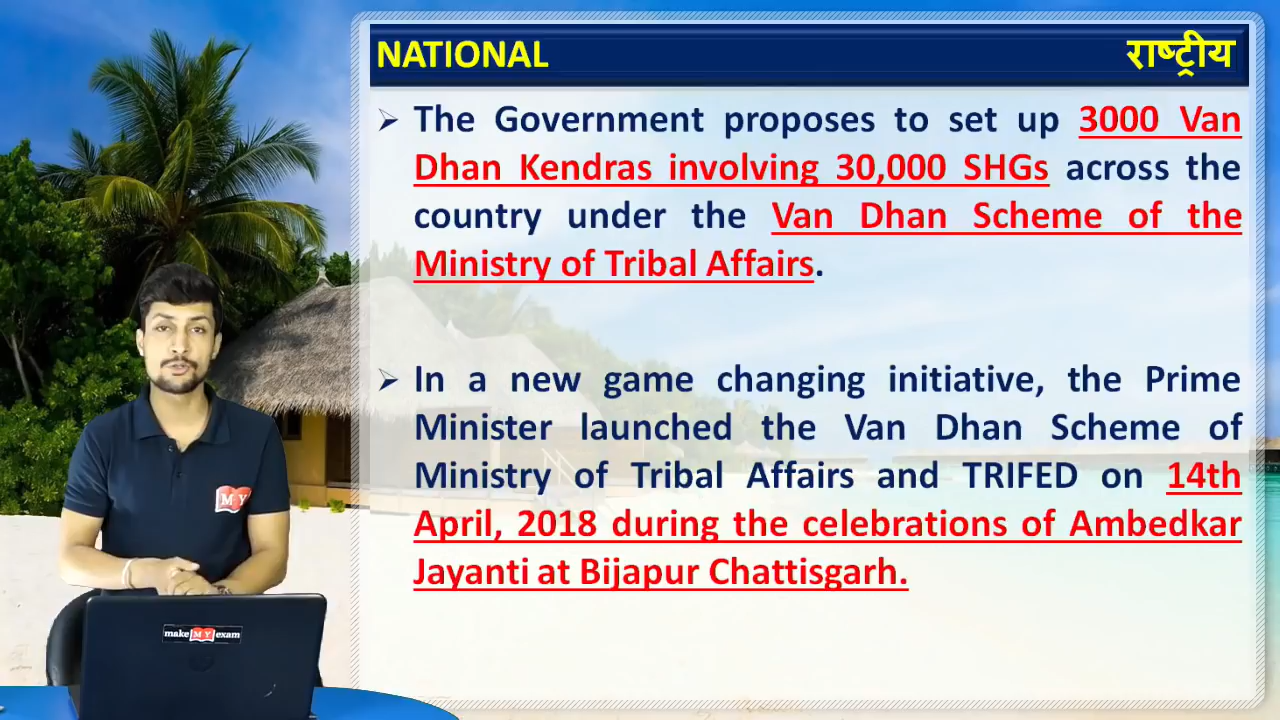 NATIONAL राष्ट्रीय
➢ The Government proposes to set up 3000 Van
Dhan Kendras involving 30,000 SHGs across the
country under the Van Dhan Scheme of the
Ministry of Tribal Affairs.
➢ In a new game changing initiative, the Prime
Minister launched the Van Dhan Scheme of
Ministry of Tribal Affairs and TRIFED on 14th
April, 2018 during the celebrations of Ambedkar
Jayanti at Bijapur Chattisgarh.
MY
make MY exam